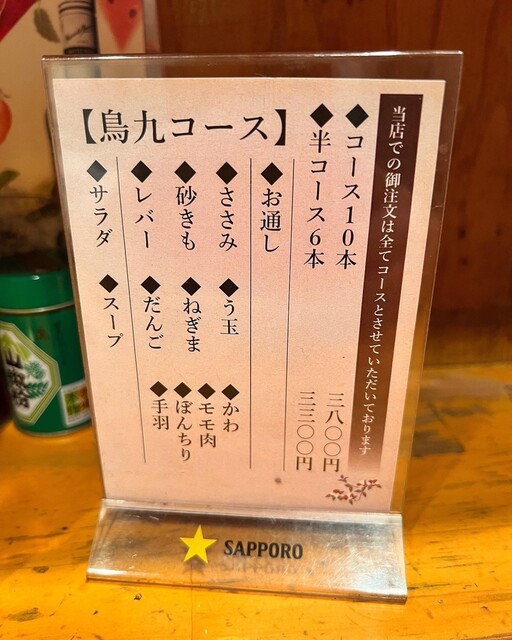 当店での御注文は全てコースとさせていただいております
◆コース10本 三八〇〇円
◆半コース6本 三三〇〇円
【鳥九コース】
◆お通し
◆ささみ ◆う玉 ◆かわ
◆モモ肉
◆砂きも ◆ねぎま ◆ぼんちり
◆レバー ◆だんご ◆手羽
◆サラダ ◆スープ
SAPPORO